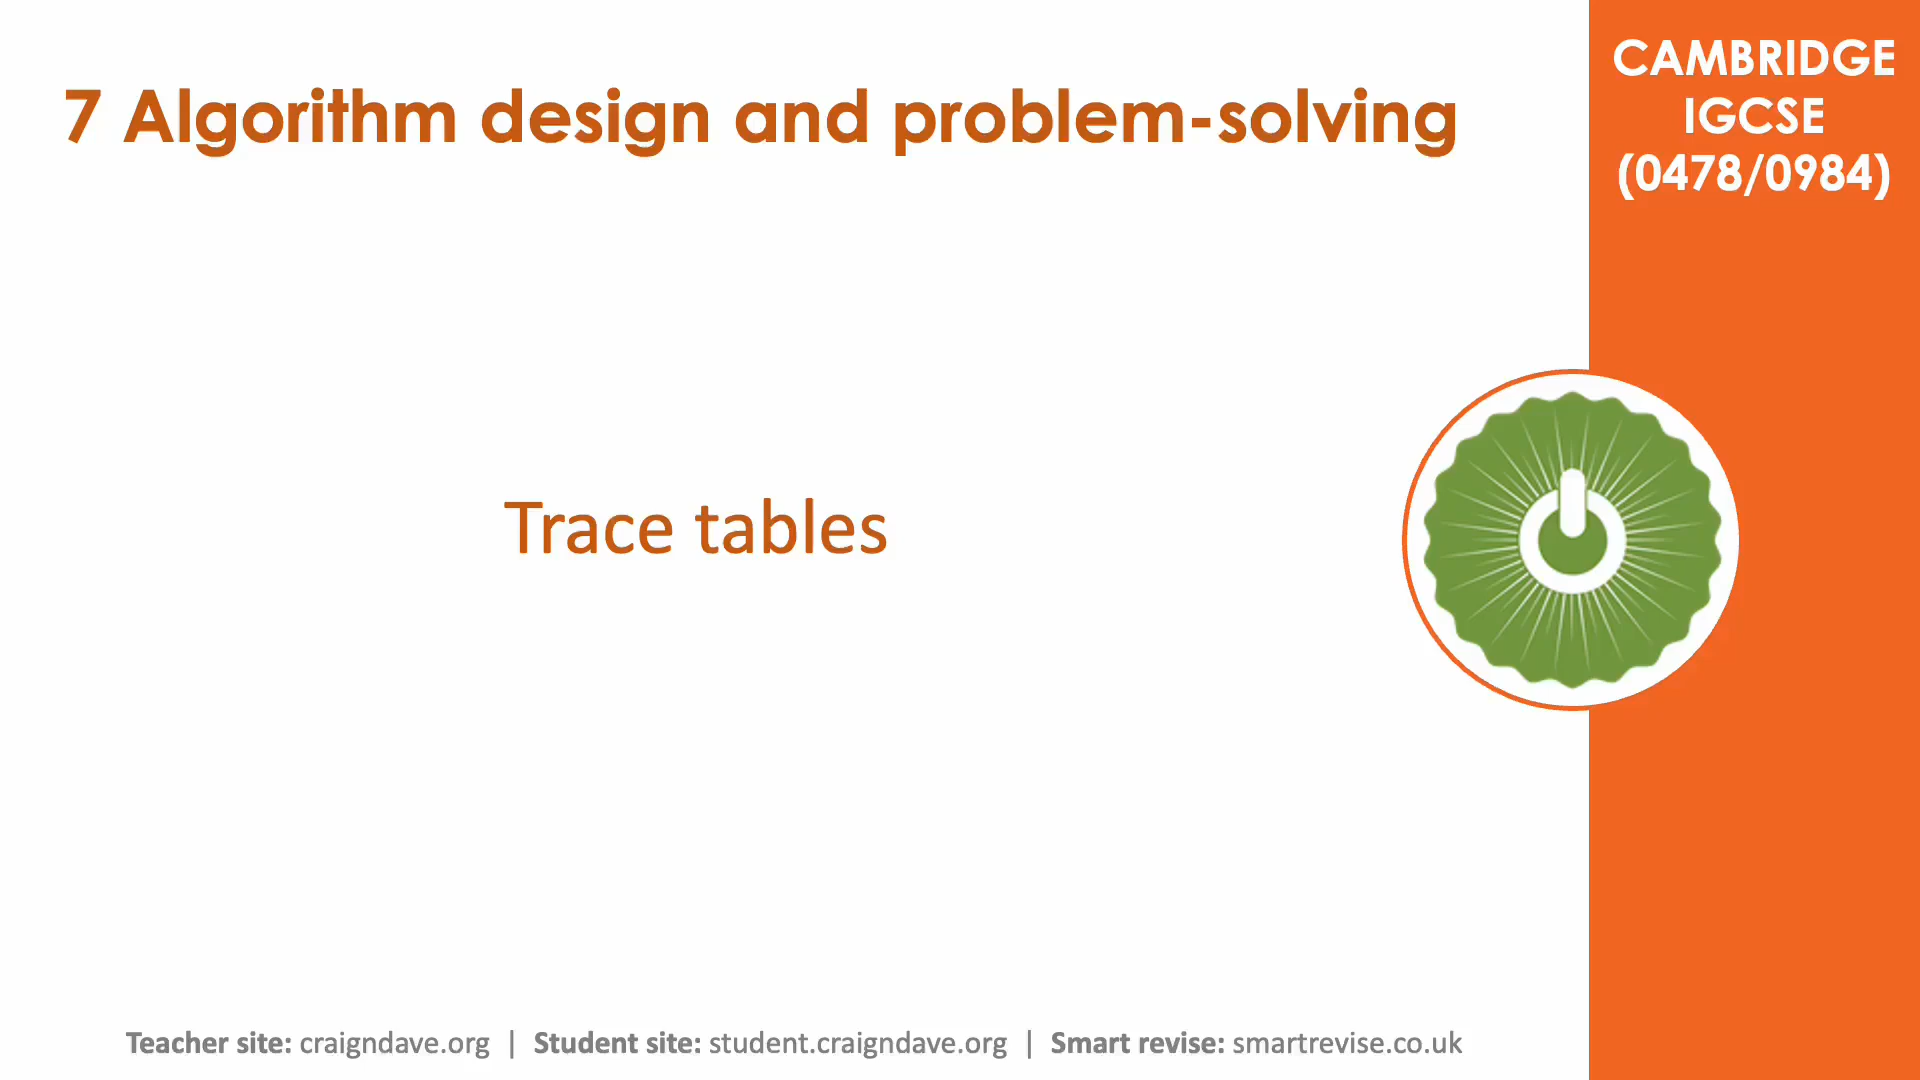 7 Algorithm design and problem-solving
CAMBRIDGE
IGCSE
(0478/0984)
Trace tables
Teacher site: craigndave.org | Student site: student.craigndave.org | Smart revise: smartrevise.co.uk